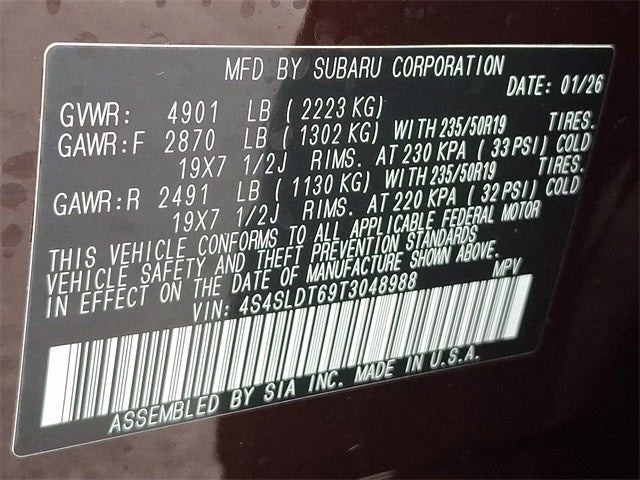 MFD BY SUBARU CORPORATION
DATE: 01/26
GVWR: 4901 LB (2223 KG)
GAWR:F 2870 LB (1302 KG) WITH 235/50R19 TIRES.
19X7 1/2J RIMS. AT 230 KPA (33 PSI) COLD
GAWR:R 2491 LB (1130 KG) WITH 235/50R19 TIRES.
19X7 1/2J RIMS. AT 220 KPA (32 PSI) COLD
THIS VEHICLE CONFORMS TO ALL APPLICABLE FEDERAL MOTOR
VEHICLE SAFETY AND THEFT PREVENTION STANDARDS
IN EFFECT ON THE DATE OF MANUFACTURE SHOWN ABOVE.
VIN: 4S4SLDT69T3048988 MPV
ASSEMBLED BY SIA INC. MADE IN U.S.A.